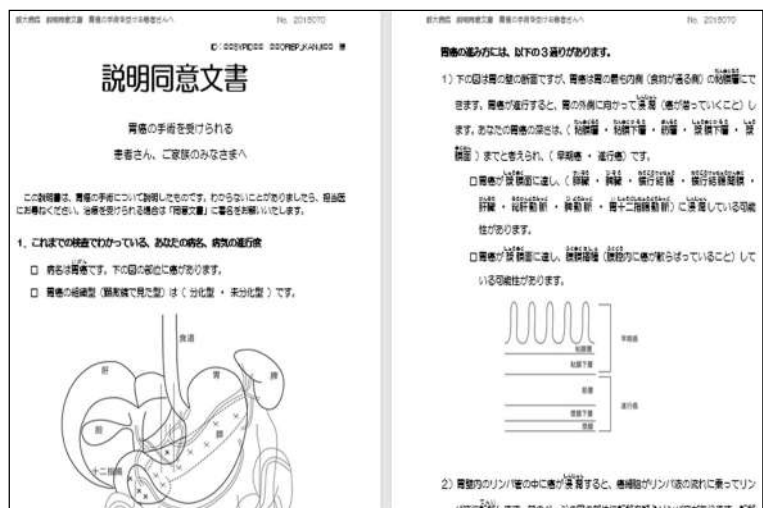 説明同意文書
胃癌の手術を受けられる
患者さん、ご家族のみなさまへ
この説明書は、胃癌の手術について説明したものです。わからないことがありましたら、担当医
にお尋ねください。治療を受けられる場合は「同意文書」に署名をお願いいたします。
1、これまでの検査でわかっている、あなたの病名、病気の進行度
□ 病名は胃癌です。下の図の部位に癌があります。
□ 胃癌の組織型（顕微鏡で見た型）は（ 分化型 ・ 未分化型 ）です。
食道
肝
胃
脾
胆
膵
十二指腸
No. 2015070
胃癌の進み方には、以下の３通りがあります。
1）下の図は胃の壁の断面ですが、胃癌は胃の最も内側（食物が通る側）の粘膜層にで
きます。胃癌が進行すると、胃の外側に向かって浸潤（癌が潜っていくこと）し
ます。あなたの胃癌の深さは、（ 粘膜層 ・ 粘膜下層 ・ 筋層 ・ 漿膜下層 ・ 漿
膜面 ）までと考えられ、（ 早期癌 ・ 進行癌 ）です。
□胃癌が漿膜面に達し、（ 膵臓 ・ 脾臓 ・ 横行結腸 ・ 横行結腸間膜 ・
肝臓 ・ 総肝動脈 ・ 脾動脈 ・ 胃十二指腸動脈 ）に浸潤している可能
性があります。
□胃癌が漿膜面に達し、腹膜播種（腹腔内に癌が散らばっていること）して
いる可能性があります。
粘膜層
早期癌
粘膜下層
筋層
進行癌
漿膜下層
漿膜
2）胃壁内のリンパ管の中に癌が浸潤すると、癌細胞がリンパ液の流れに乗ってリン